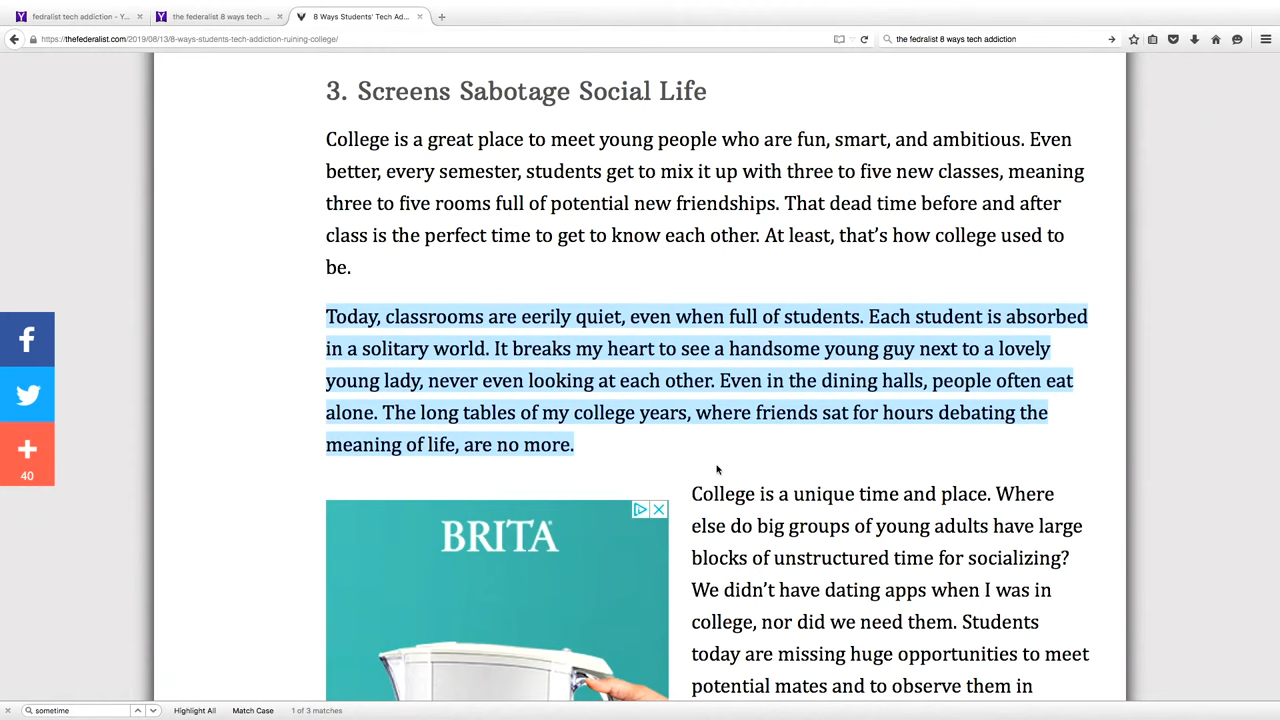 fedralist tech addiction - Y...
the federalist 8 ways tech ...
8 Ways Students' Tech Ad...
https://thefederalist.com/2019/08/13/8-ways-students-tech-addiction-ruining-college/
the fedralist 8 ways tech addiction
3. Screens Sabotage Social Life
College is a great place to meet young people who are fun, smart, and ambitious. Even
better, every semester, students get to mix it up with three to five new classes, meaning
three to five rooms full of potential new friendships. That dead time before and after
class is the perfect time to get to know each other. At least, that’s how college used to
be.
Today, classrooms are eerily quiet, even when full of students. Each student is absorbed
in a solitary world. It breaks my heart to see a handsome young guy next to a lovely
young lady, never even looking at each other. Even in the dining halls, people often eat
alone. The long tables of my college years, where friends sat for hours debating the
meaning of life, are no more.
40
BRITA
College is a unique time and place. Where
else do big groups of young adults have large
blocks of unstructured time for socializing?
We didn’t have dating apps when I was in
college, nor did we need them. Students
today are missing huge opportunities to meet
potential mates and to observe them in
sometime
Highlight All
Match Case
1 of 3 matches